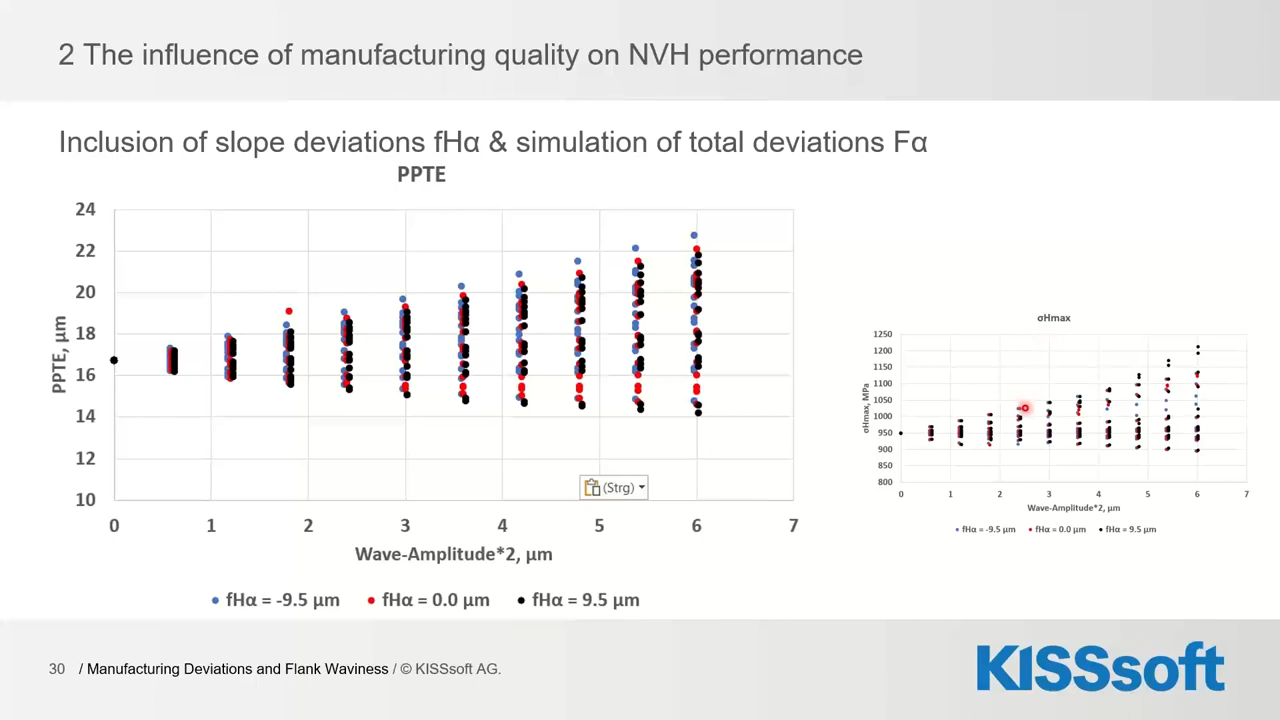 2 The influence of manufacturing quality on NVH performance
Inclusion of slope deviations fHα & simulation of total deviations Fα
PPTE
24
22
20
18
16
14
12
10
PPTE, µm
0 1 2 3 4 5 6 7
Wave-Amplitude*2, µm
fHα = -9.5 µm fHα = 0.0 µm fHα = 9.5 µm
(Strg)
σHmax
1250
1200
1150
1100
1050
1000
950
900
850
800
σHmax, MPa
0 1 2 3 4 5 6 7
Wave-Amplitude*2, µm
fHα = -9.5 µm fHα = 0.0 µm fHα = 9.5 µm
30 / Manufacturing Deviations and Flank Waviness / © KISSsoft AG.
KISSsoft